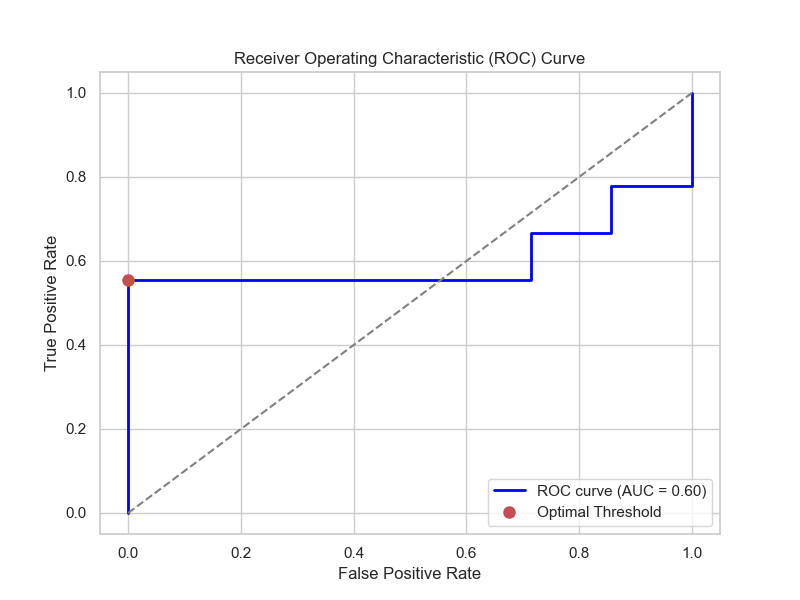 Receiver Operating Characteristic (ROC) Curve
1.0
0.8
0.6
0.4
0.2
0.0
True Positive Rate
0.0 0.2 0.4 0.6 0.8 1.0
False Positive Rate
ROC curve (AUC = 0.60)
Optimal Threshold